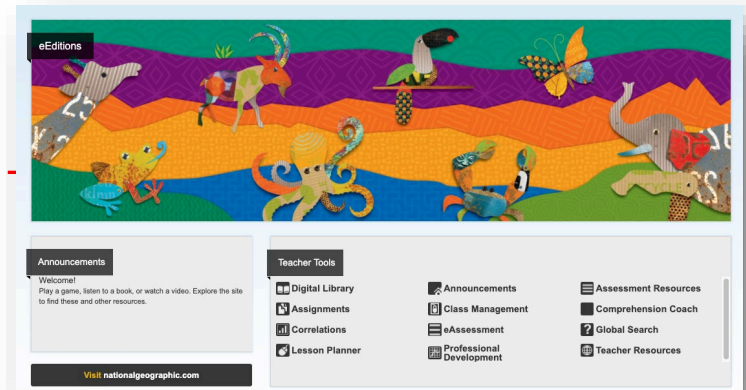 eEditions
Announcements
Welcome!
Play a game, listen to a book, or watch a video. Explore the site
to find these and other resources.
Visit nationalgeographic.com
Teacher Tools
Digital Library
Announcements
Assessment Resources
Assignments
Class Management
Comprehension Coach
Correlations
eAssessment
Global Search
Lesson Planner
Professional
Development
Teacher Resources